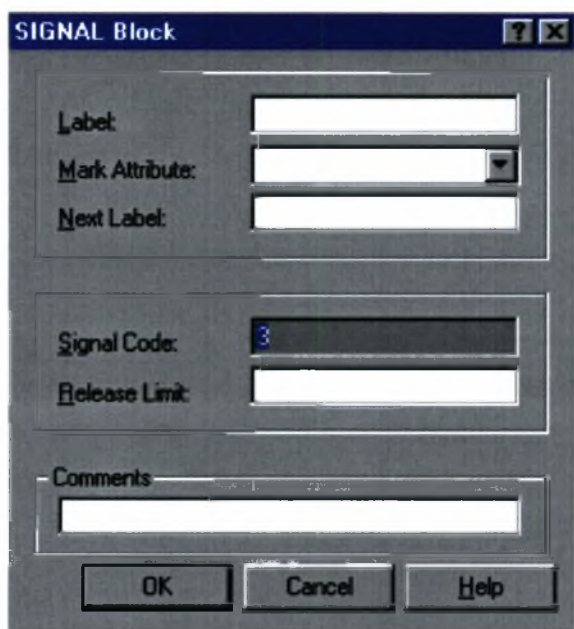 SIGNAL Block
Label:
Mark Attribute:
Next Label:
Signal Code: 3
Release Limit:
Comments
OK Cancel Help